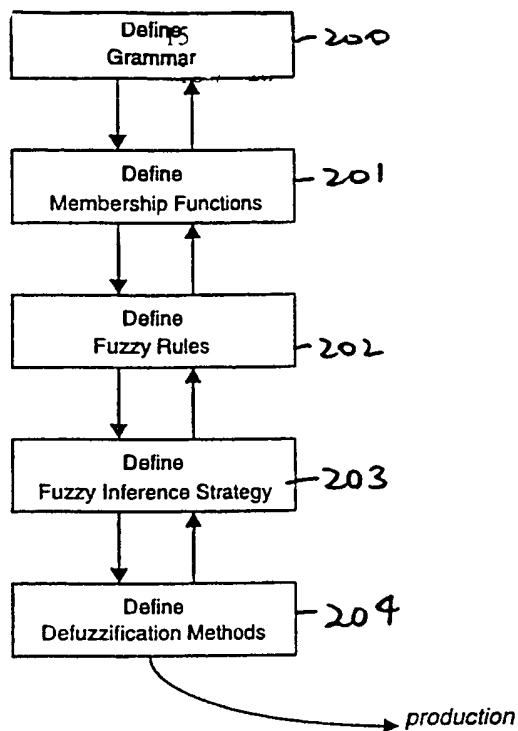 Define
15
Grammar
200
Define
Membership Functions
201
Define
Fuzzy Rules
202
Define
Fuzzy Inference Strategy
203
Define
Defuzzification Methods
204
production